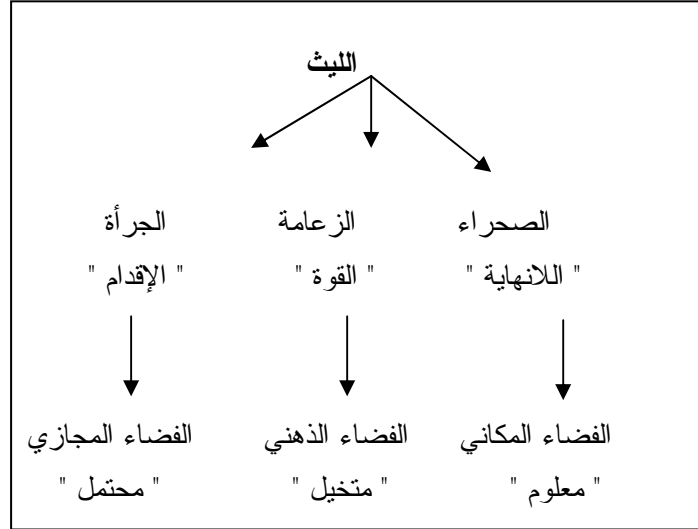 الليث
الصحراء الزعامة الجرأة
" اللانهاية " " القوة " " الإقدام "
الفضاء المكاني الفضاء الذهني الفضاء المجازي
" معلوم " " متخيل " " محتمل "